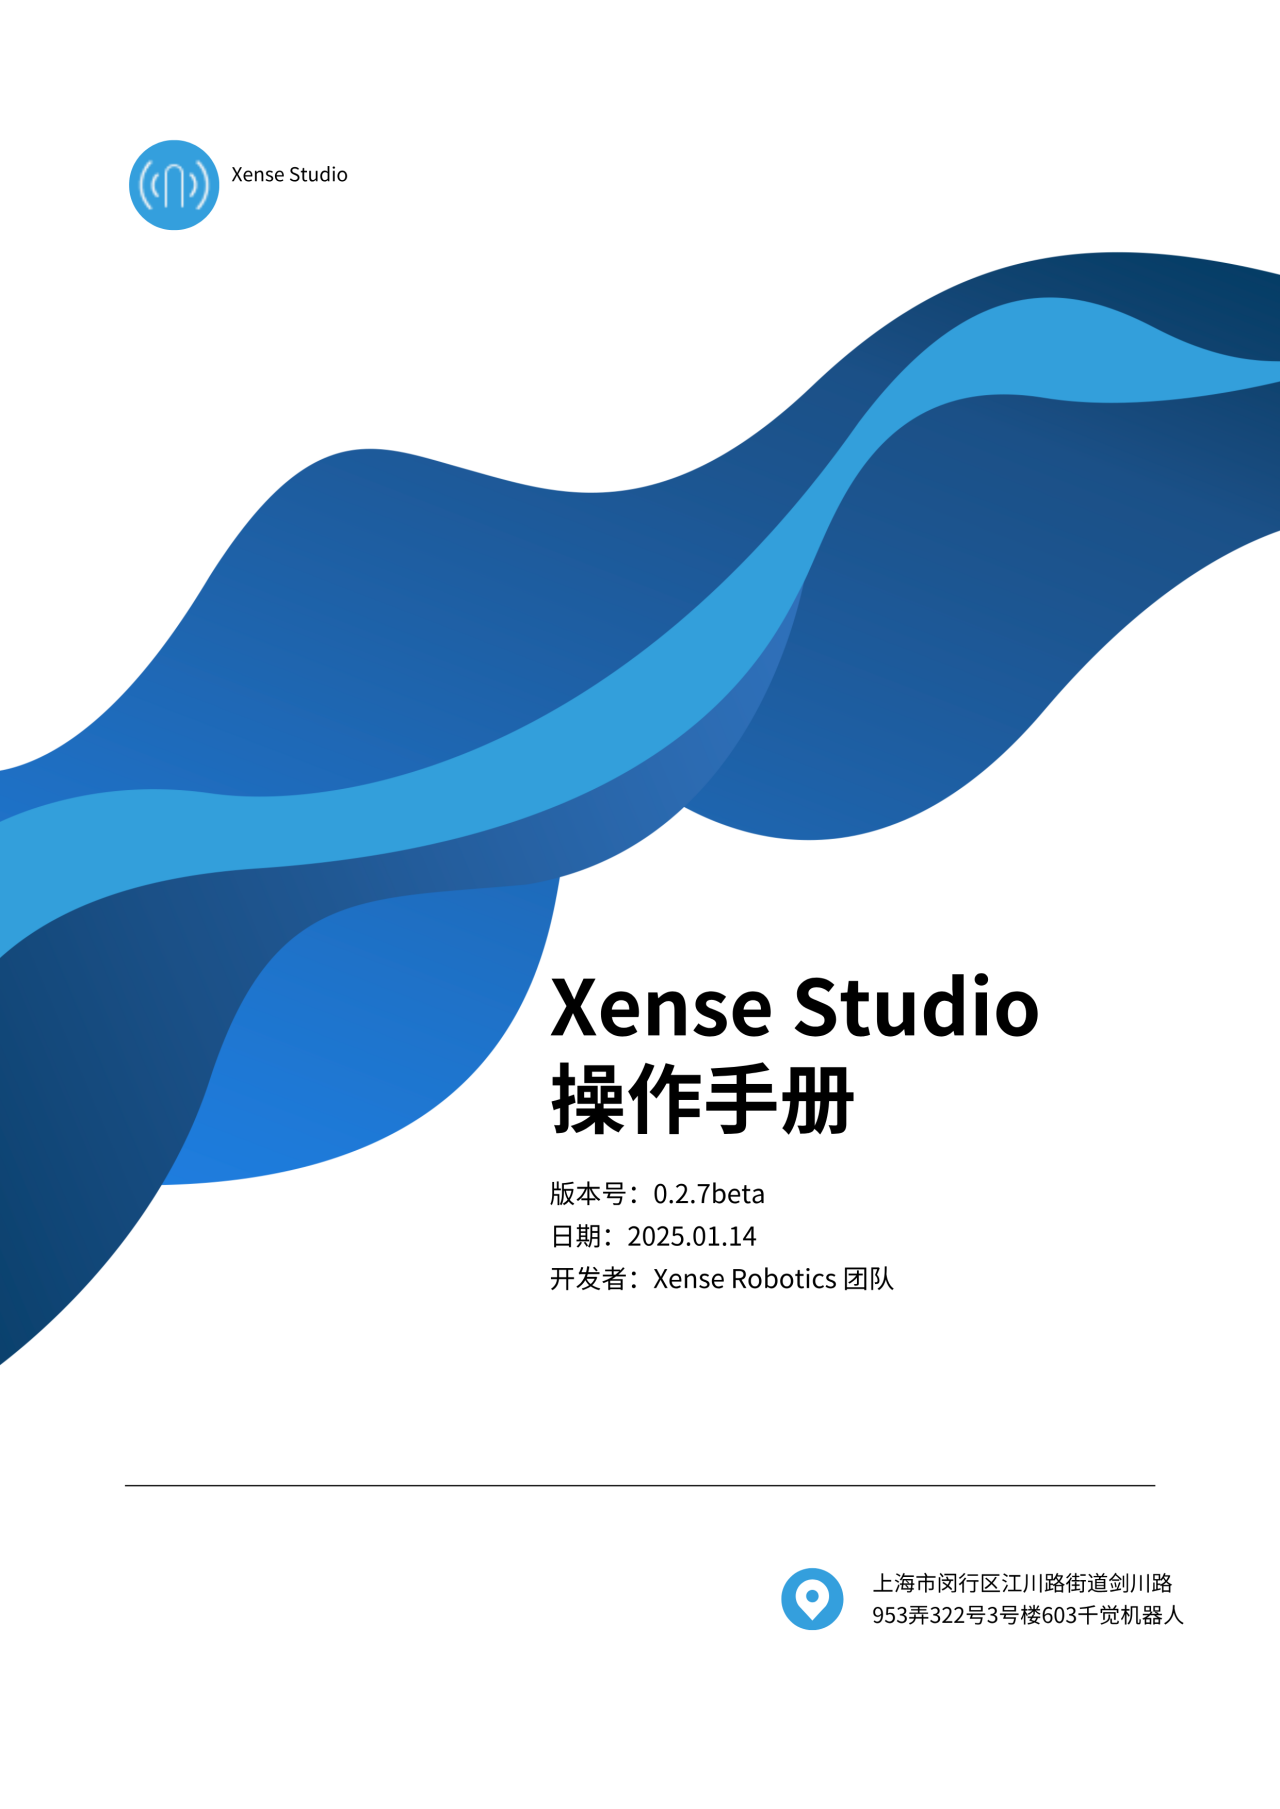 Xense Studio
Xense Studio
操作手册
版本号：0.2.7beta
日期：2025.01.14
开发者：Xense Robotics 团队
上海市闵行区江川路街道剑川路
953弄322号3号楼603千觉机器人